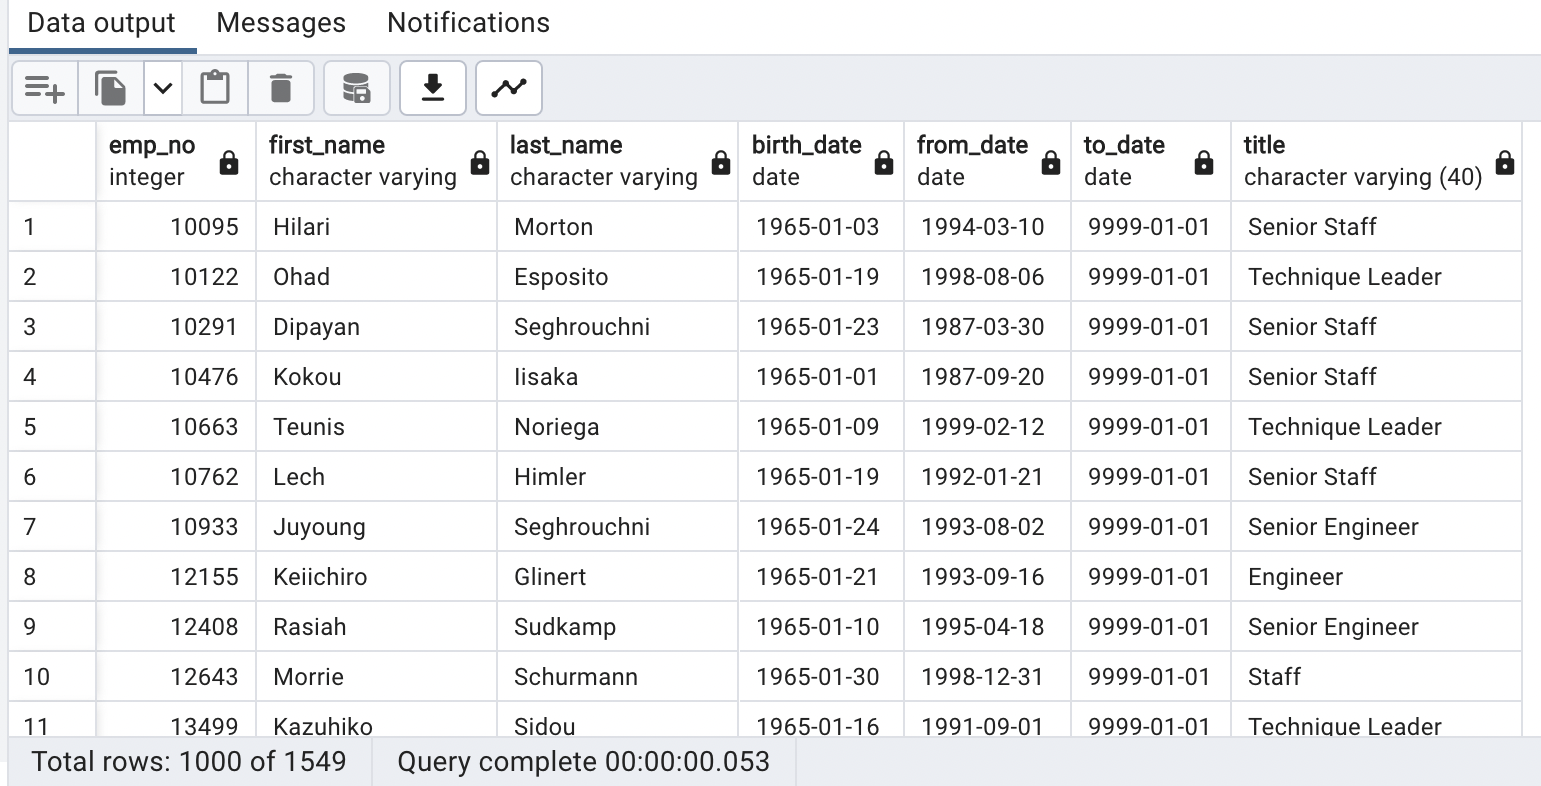 Data output Messages Notifications
emp_no first_name last_name birth_date from_date to_date title
integer character varying character varying date date date character varying (40)
1 10095 Hilari Morton 1965-01-03 1994-03-10 9999-01-01 Senior Staff
2 10122 Ohad Esposito 1965-01-19 1998-08-06 9999-01-01 Technique Leader
3 10291 Dipayan Seghrouchni 1965-01-23 1987-03-30 9999-01-01 Senior Staff
4 10476 Kokou Iisaka 1965-01-01 1987-09-20 9999-01-01 Senior Staff
5 10663 Teunis Noriega 1965-01-09 1999-02-12 9999-01-01 Technique Leader
6 10762 Lech Himler 1965-01-19 1992-01-21 9999-01-01 Senior Staff
7 10933 Juyoung Seghrouchni 1965-01-24 1993-08-02 9999-01-01 Senior Engineer
8 12155 Keiichiro Glinert 1965-01-21 1993-09-16 9999-01-01 Engineer
9 12408 Rasiah Sudkamp 1965-01-10 1995-04-18 9999-01-01 Senior Engineer
10 12643 Morrie Schurmann 1965-01-30 1998-12-31 9999-01-01 Staff
11 13499 Kazuhiko Sidou 1965-01-16 1991-09-01 9999-01-01 Technique Leader
Total rows: 1000 of 1549 Query complete 00:00:00.053